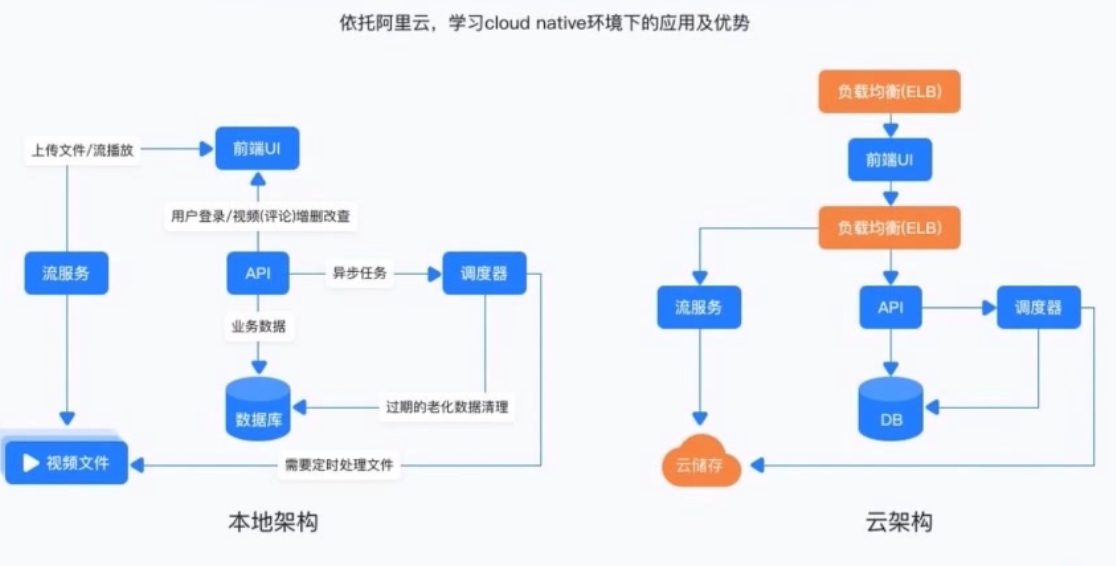 依托阿里云，学习cloud native环境下的应用及优势
上传文件/流播放
前端UI
用户登录/视频(评论)增删改查
流服务
API
异步任务
调度器
业务数据
数据库
过期的老化数据清理
视频文件
需要定时处理文件
本地架构
负载均衡(ELB)
前端UI
负载均衡(ELB)
流服务
API
调度器
DB
云储存
云架构